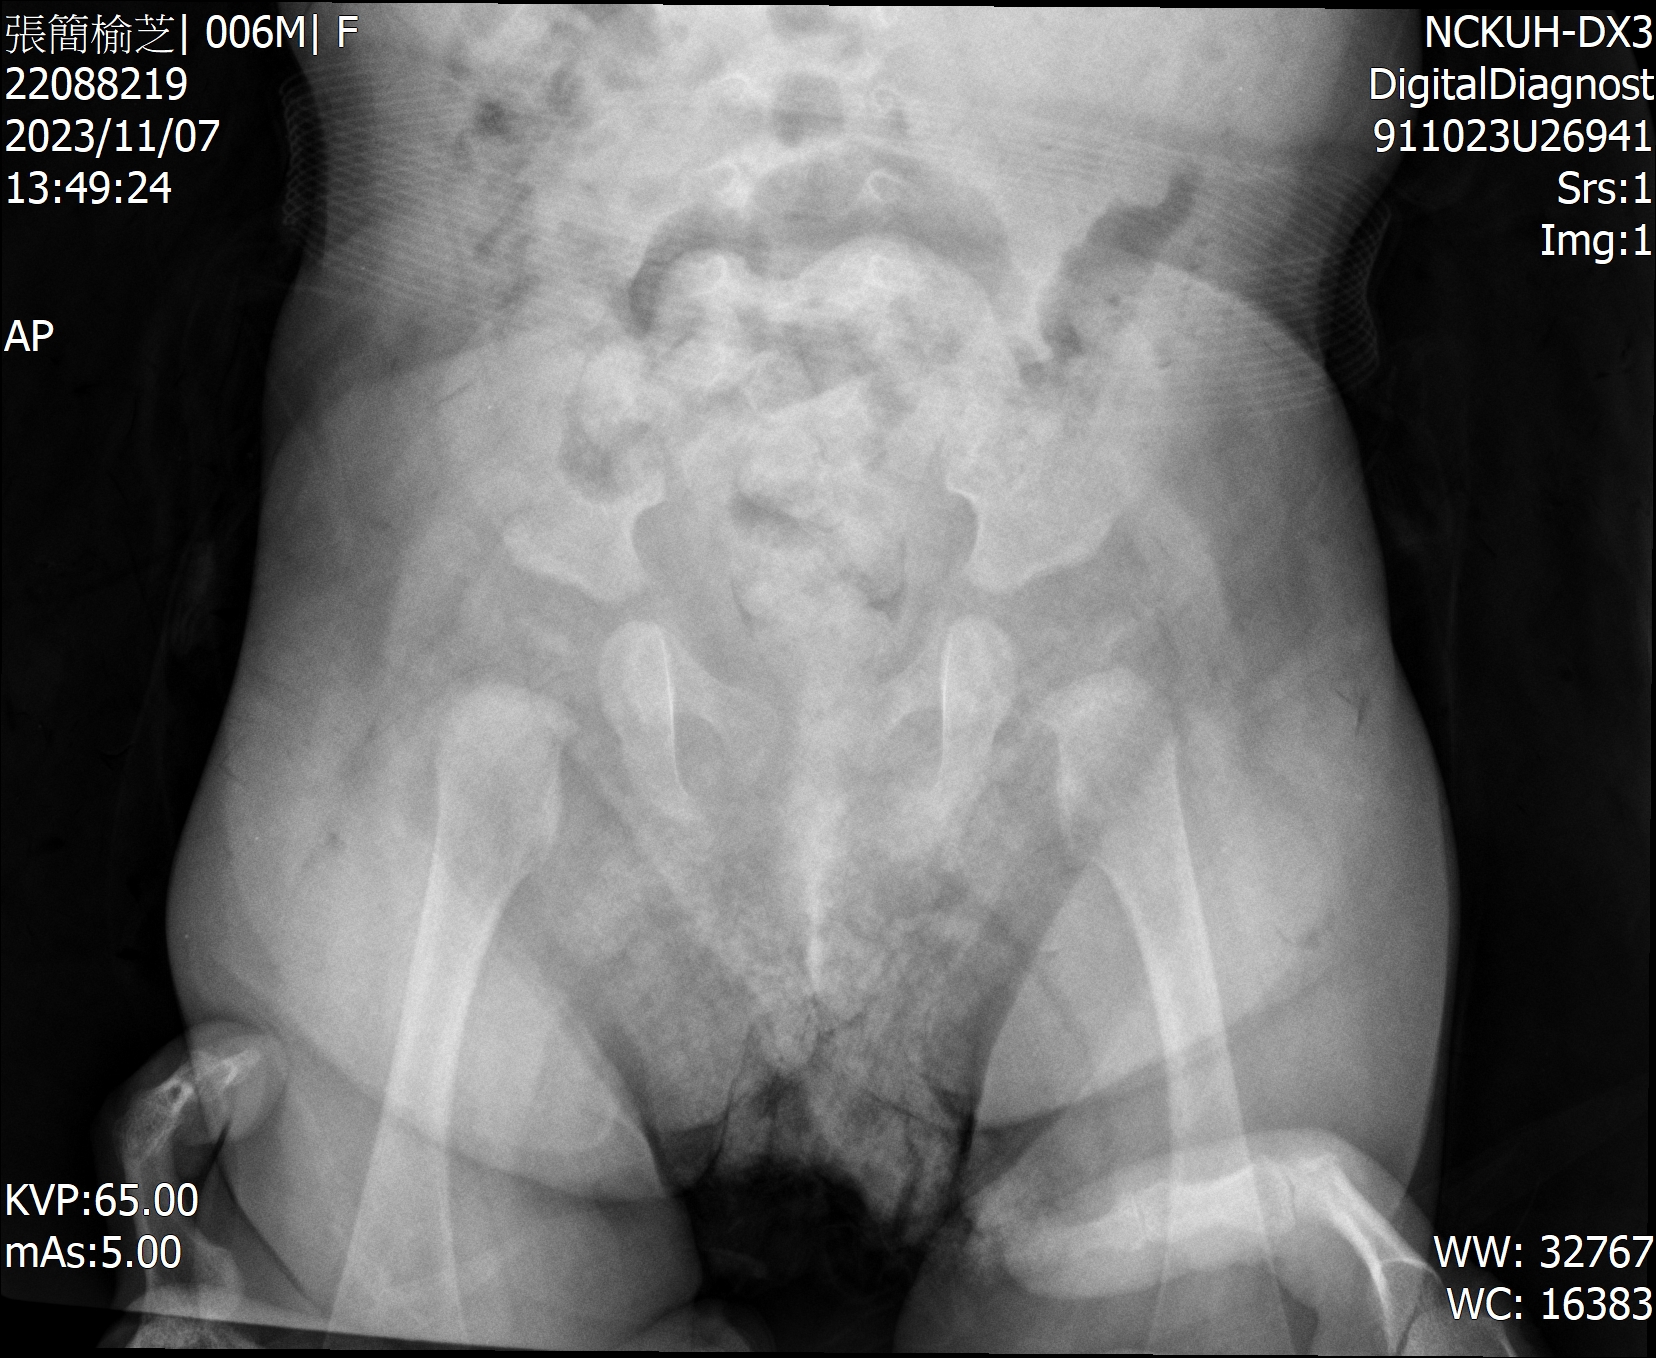 張簡榆芝| 006M| F
22088219
2023/11/07
13:49:24
AP
NCKUH-DX3
DigitalDiagnost
911023U26941
Srs:1
Img:1
KVP:65.00
mAs:5.00
WW: 32767
WC: 16383